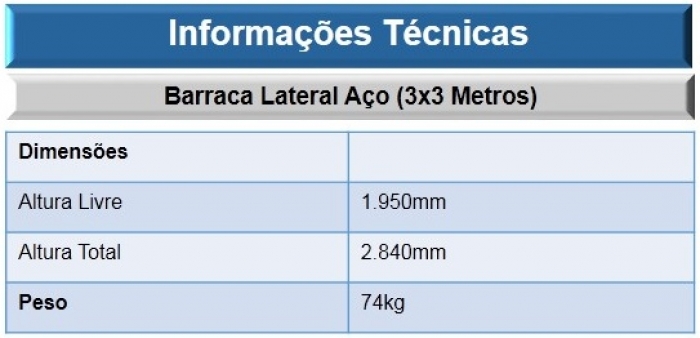 Informações Técnicas
Barraca Lateral Aço (3x3 Metros)
Dimensões
Altura Livre 1.950mm
Altura Total 2.840mm
Peso 74kg